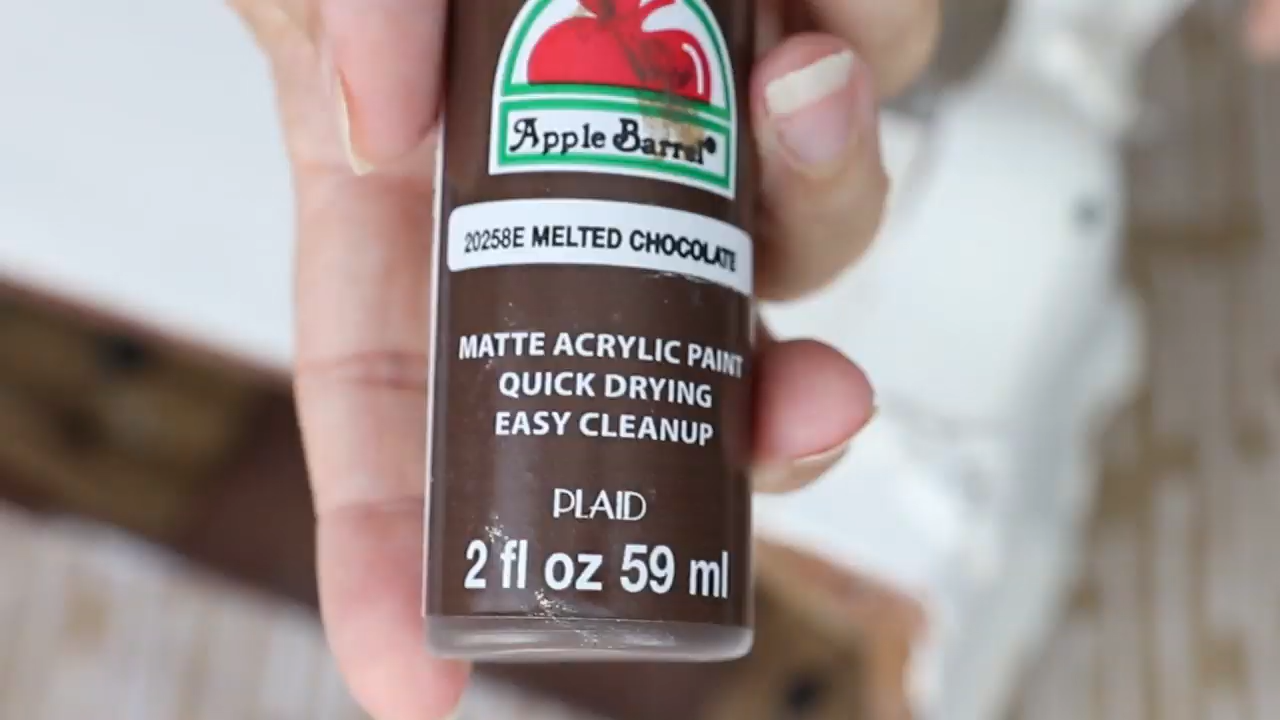 Apple Barrel
20258E MELTED CHOCOLATE
MATTE ACRYLIC PAINT
QUICK DRYING
EASY CLEANUP
PLAID
2 fl oz 59 ml